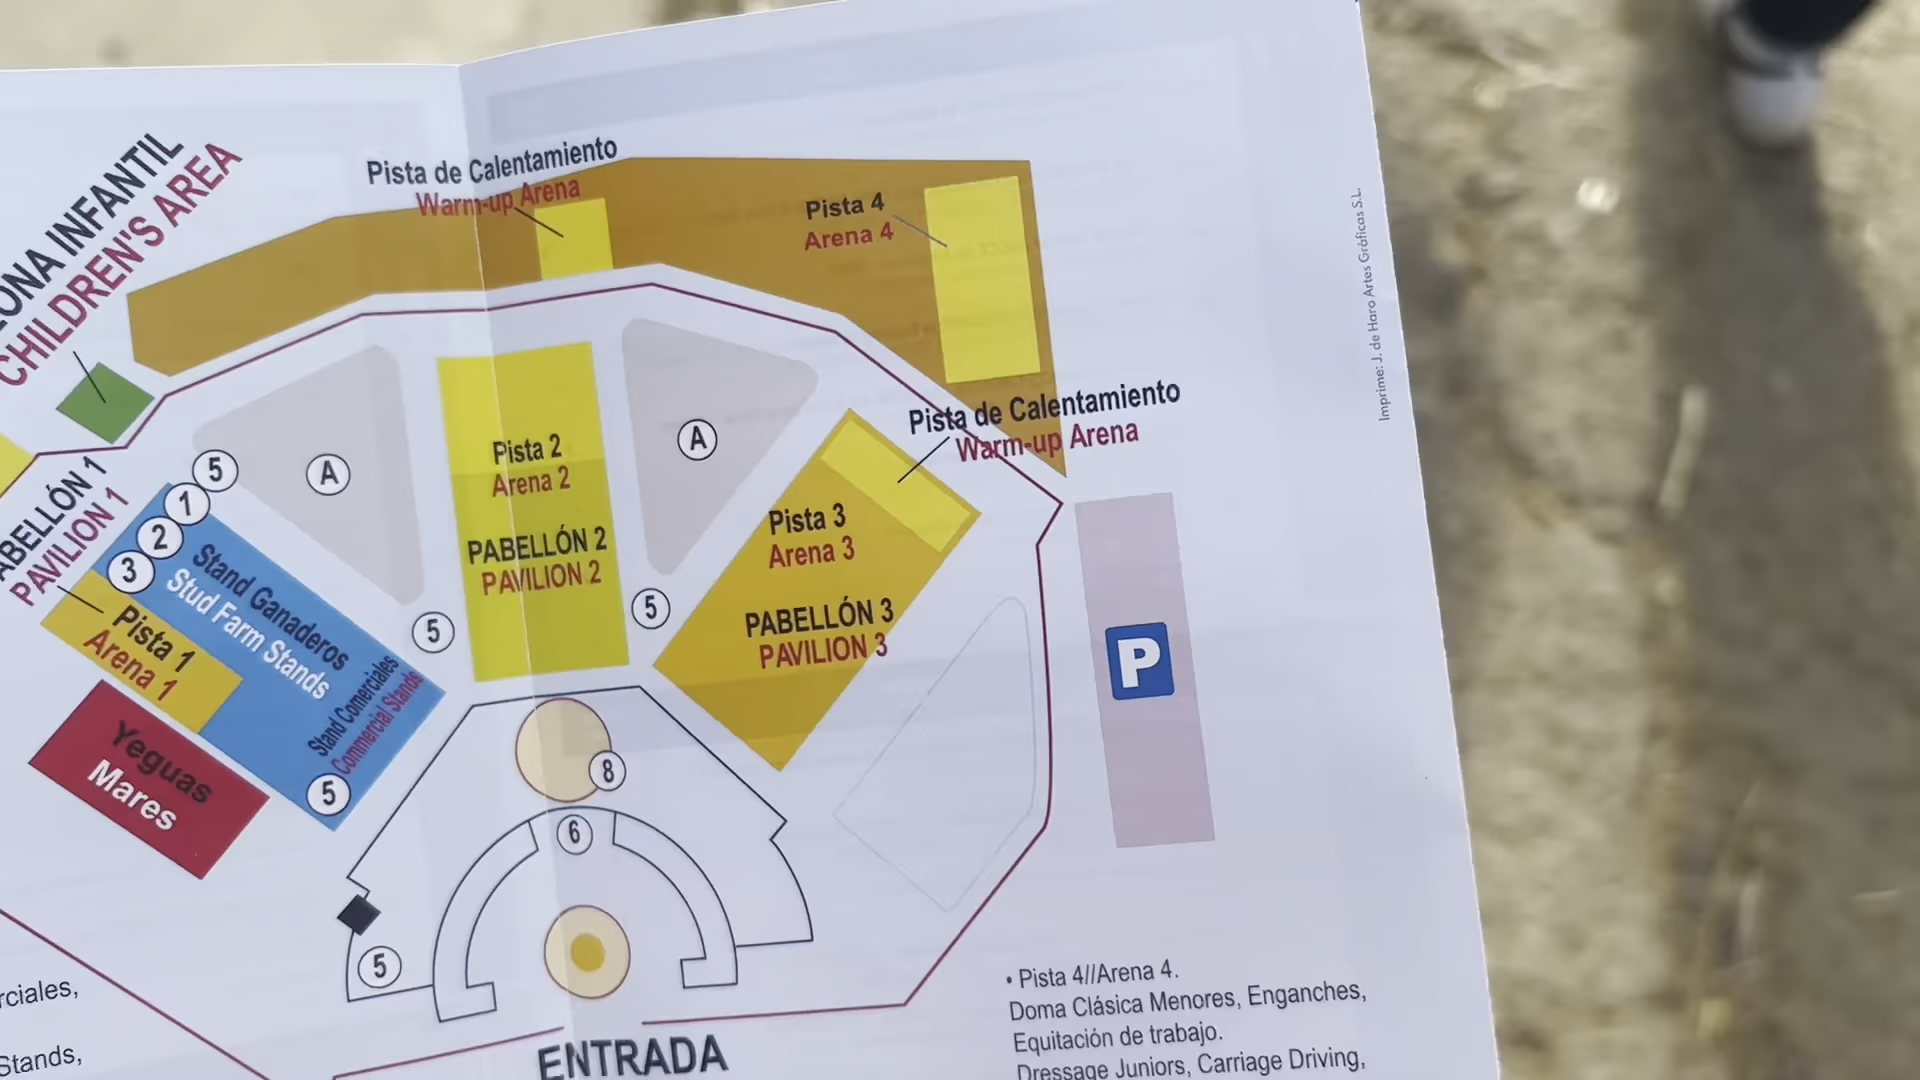 INFANTIL
CHILDREN'S AREA
Pista de Calentamiento
Warm-up Arena
Pista 4
Arena 4
Imprime: J. de Haro Artes Gráficas S.L.
Pista de Calentamiento
Warm-up Arena
A
A
Pista 2
Arena 2
PABELLÓN 2
PAVILION 2
Pista 3
Arena 3
PABELLÓN 3
PAVILION 3
1
PAVILION 1
5
1
2
3
Stand Ganaderos
Stud Farm Stands
Pista 1
Arena 1
Stand Comerciales
Commercial Stands
5
5
5
P
Yeguas
Mares
8
6
5
ENTRADA
Stands,
• Pista 4//Arena 4.
Doma Clásica Menores, Enganches,
Equitación de trabajo.
Dressage Juniors, Carriage Driving,